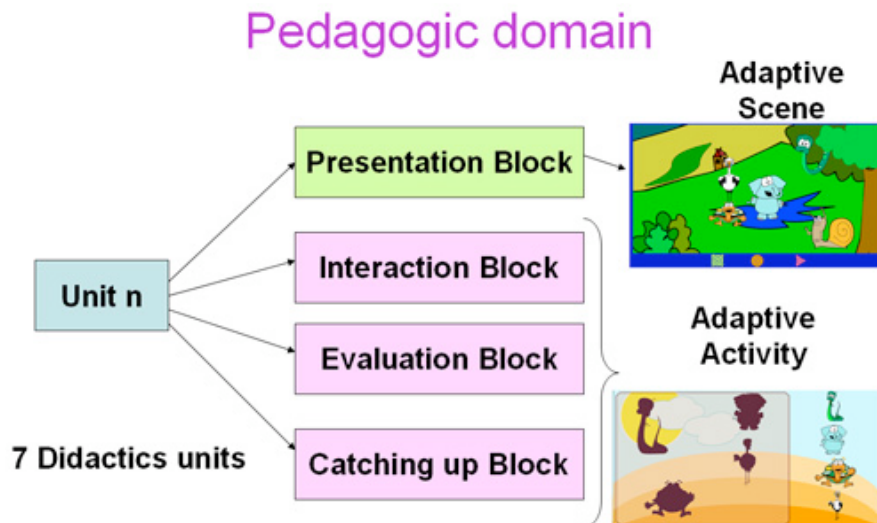 Pedagogic domain
Adaptive
Scene
Presentation Block
Interaction Block
Unit n
Evaluation Block
Adaptive
Activity
7 Didactics units
Catching up Block